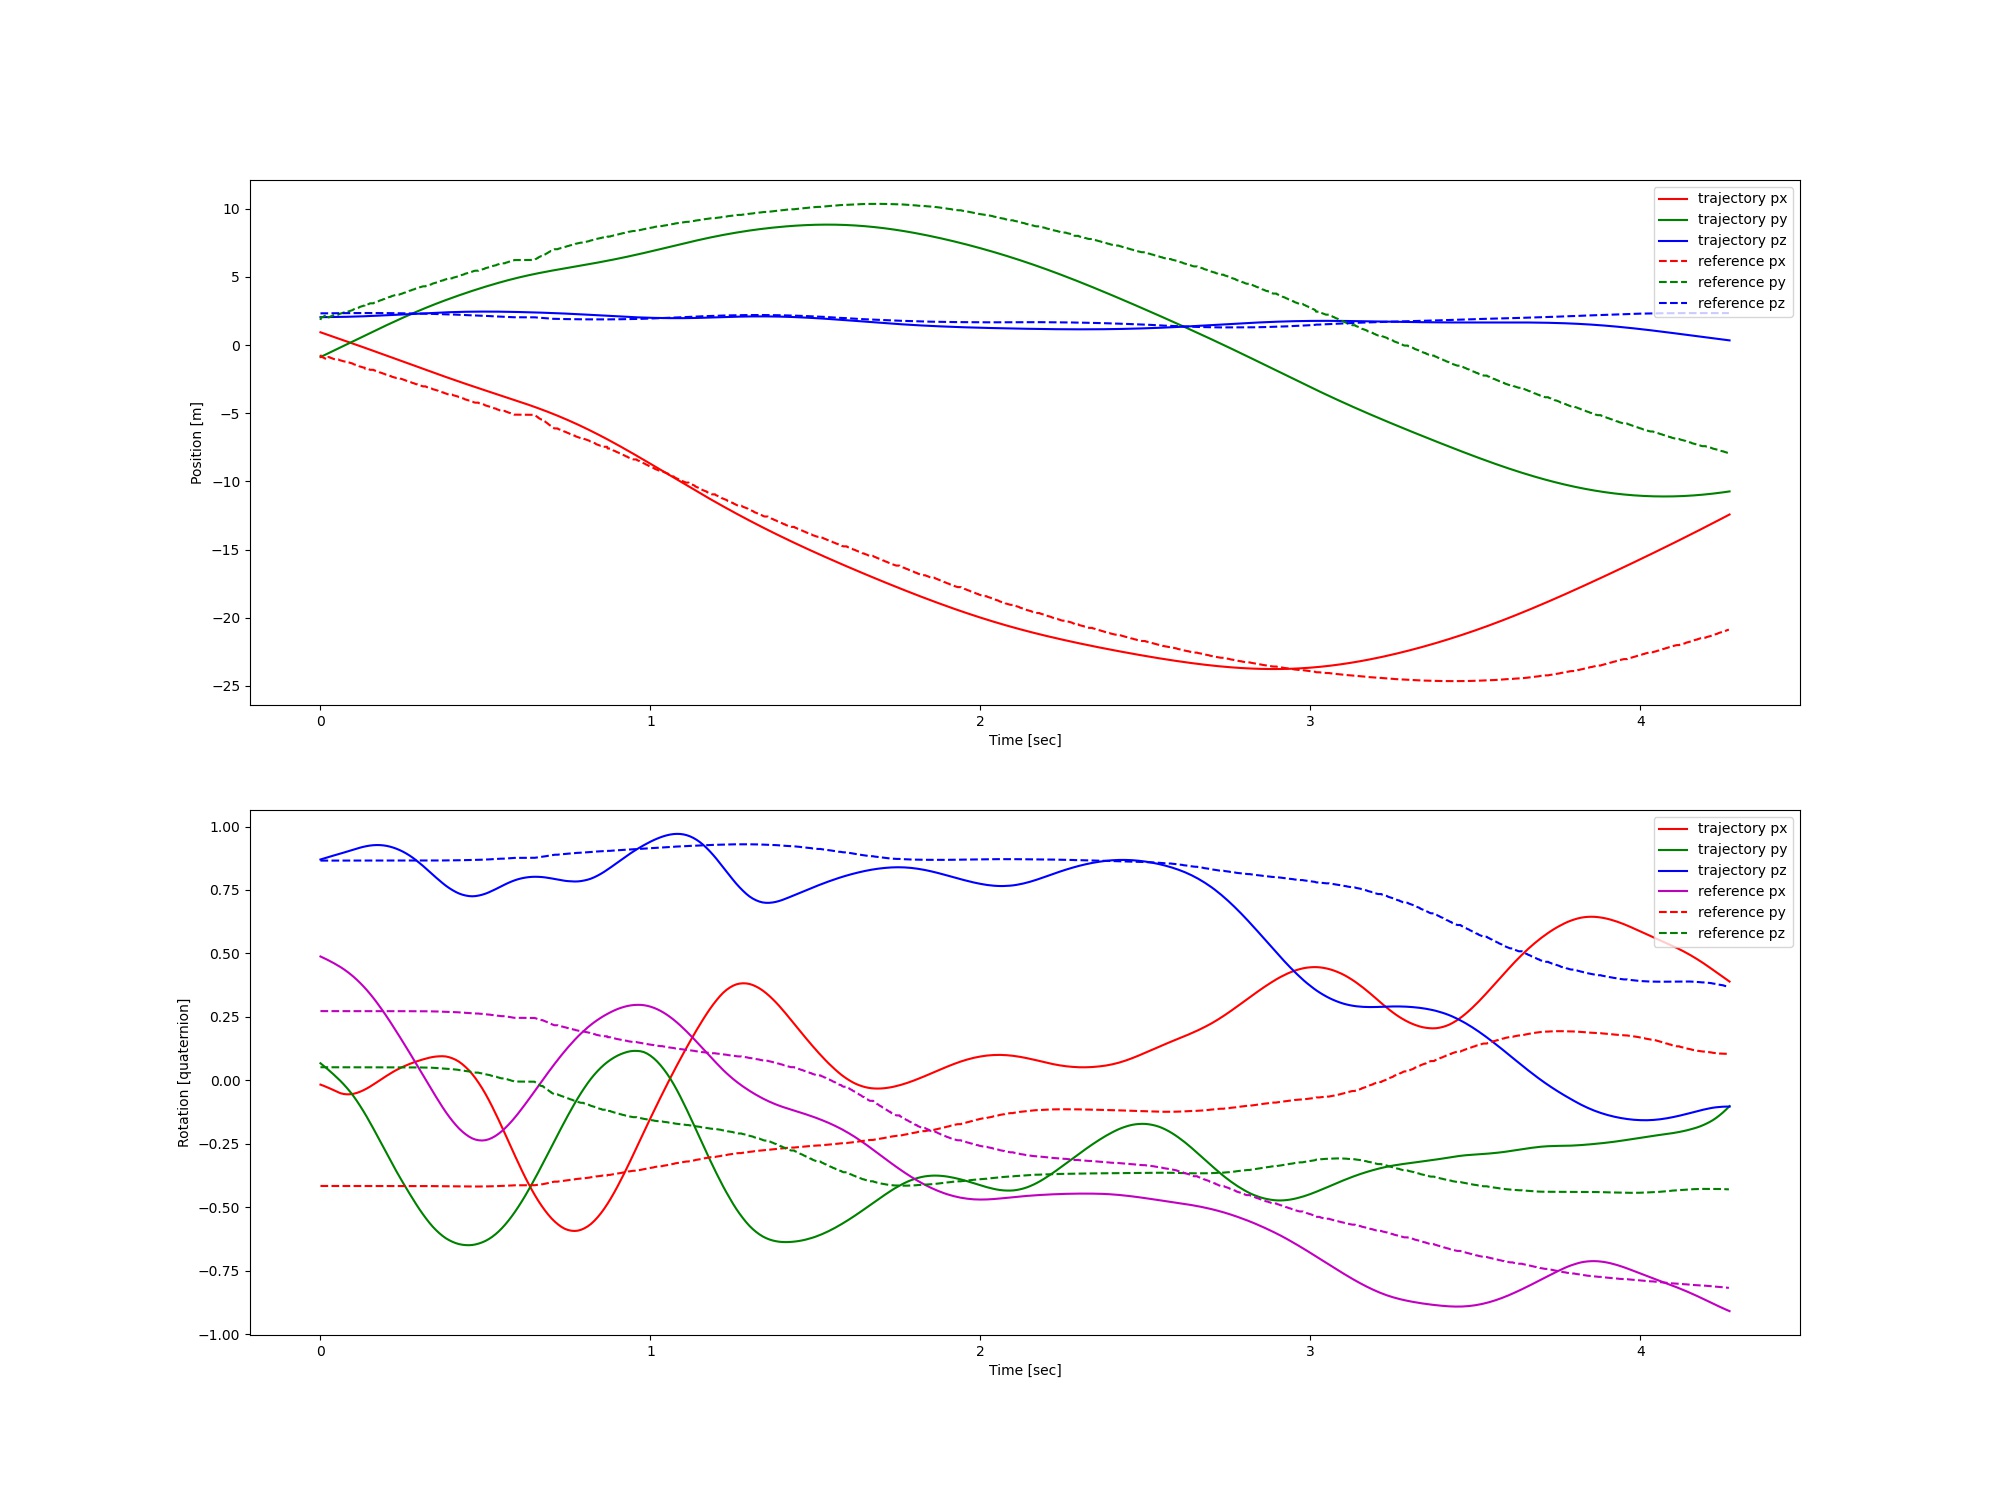 10
5
0
−5
−10
−15
−20
−25
Position [m]
0 1 2 3 4
Time [sec]
trajectory px
trajectory py
trajectory pz
reference px
reference py
reference pz
1.00
0.75
0.50
0.25
0.00
−0.25
−0.50
−0.75
−1.00
Rotation [quaternion]
0 1 2 3 4
Time [sec]
trajectory px
trajectory py
trajectory pz
reference px
reference py
reference pz